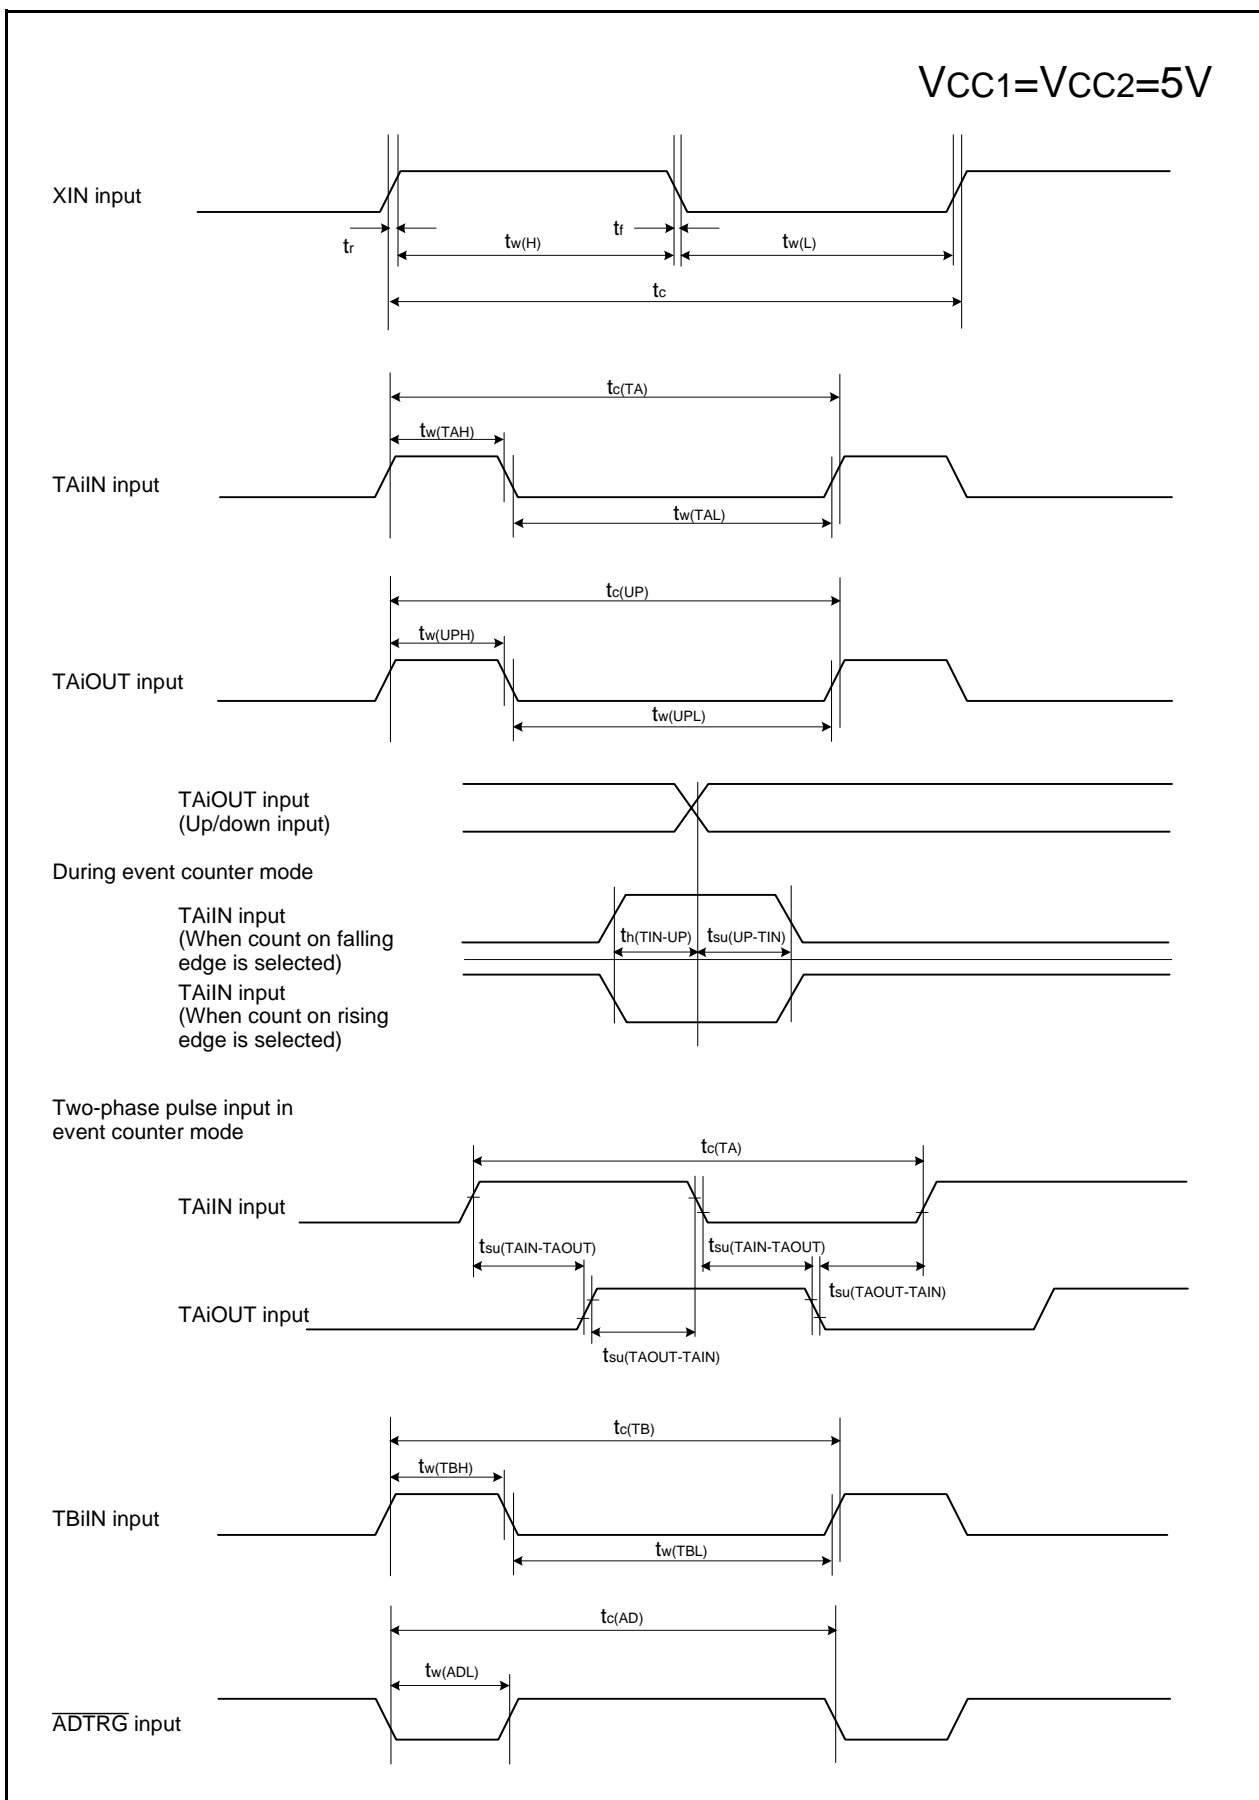 VCC1=VCC2=5V
XIN input
tr
tw(H)
tf
tw(L)
tc
tc(TA)
tw(TAH)
TAiIN input
tw(TAL)
tc(UP)
tw(UPH)
TAiOUT input
tw(UPL)
TAiOUT input
(Up/down input)
During event counter mode
TAiIN input
(When count on falling
edge is selected)
th(TIN-UP)
tsu(UP-TIN)
TAiIN input
(When count on rising
edge is selected)
Two-phase pulse input in
event counter mode
tc(TA)
TAiIN input
tsu(TAIN-TAOUT)
tsu(TAIN-TAOUT)
tsu(TAOUT-TAIN)
TAiOUT input
tsu(TAOUT-TAIN)
tc(TB)
tw(TBH)
TBiIN input
tw(TBL)
tc(AD)
tw(ADL)
ADTRG input